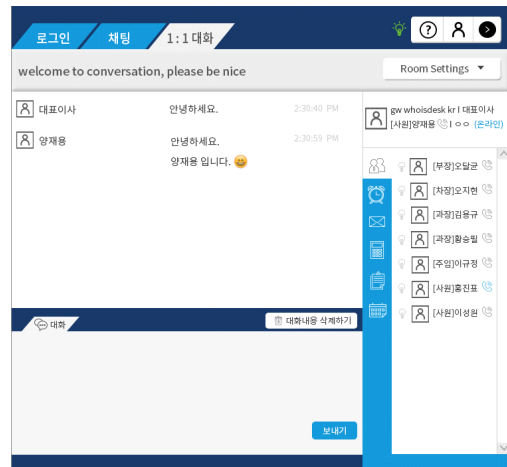 로그인 채팅 1 : 1 대화
welcome to conversation, please be nice
Room Settings
대표이사 안녕하세요. 2:30:40 PM
양재용 안녕하세요. 2:30:59 PM
양재용 입니다.
gw whoisdesk kr l 대표이사
[사원]양재용 l ㅇㅇ (온라인)
[부장]오달균
[차장]오지현
[과장]김용규
[과장]황승필
[주임]이규정
[사원]홍진표
[사원]이성원
대화
대화내용 삭제하기
보내기